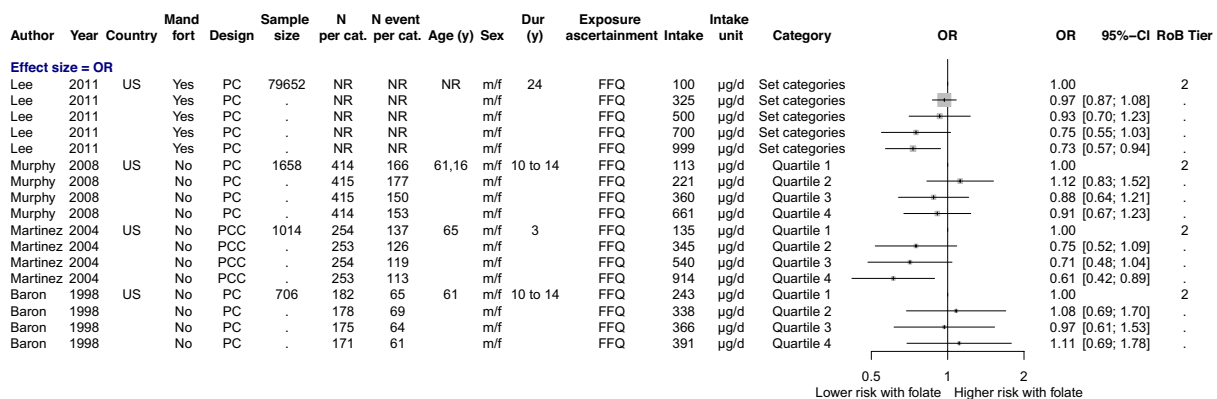 Mand Sample N N event Dur Exposure Intake
Author Year Country fort Design size per cat. per cat. Age (y) Sex (y) ascertainment Intake unit Category OR OR 95%−CI RoB Tier
Effect size = OR
Lee 2011 US Yes PC 79652 NR NR NR m/f 24 FFQ 100 µg/d Set categories 1.00 2
Lee 2011 Yes PC . NR NR m/f FFQ 325 µg/d Set categories 0.97 [0.87; 1.08] .
Lee 2011 Yes PC . NR NR m/f FFQ 500 µg/d Set categories 0.93 [0.70; 1.23] .
Lee 2011 Yes PC . NR NR m/f FFQ 700 µg/d Set categories 0.75 [0.55; 1.03] .
Lee 2011 Yes PC . NR NR m/f FFQ 999 µg/d Set categories 0.73 [0.57; 0.94] .
Murphy 2008 US No PC 1658 414 166 61,16 m/f 10 to 14 FFQ 113 µg/d Quartile 1 1.00 2
Murphy 2008 No PC . 415 177 m/f FFQ 221 µg/d Quartile 2 1.12 [0.83; 1.52] .
Murphy 2008 No PC . 415 150 m/f FFQ 360 µg/d Quartile 3 0.88 [0.64; 1.21] .
Murphy 2008 No PC . 414 153 m/f FFQ 661 µg/d Quartile 4 0.91 [0.67; 1.23] .
Martinez 2004 US No PCC 1014 254 137 65 m/f 3 FFQ 135 µg/d Quartile 1 1.00 2
Martinez 2004 No PCC . 253 126 m/f FFQ 345 µg/d Quartile 2 0.75 [0.52; 1.09] .
Martinez 2004 No PCC . 254 119 m/f FFQ 540 µg/d Quartile 3 0.71 [0.48; 1.04] .
Martinez 2004 No PCC . 253 113 m/f FFQ 914 µg/d Quartile 4 0.61 [0.42; 0.89] .
Baron 1998 US No PC 706 182 65 61 m/f 10 to 14 FFQ 243 µg/d Quartile 1 1.00 2
Baron 1998 No PC . 178 69 m/f FFQ 338 µg/d Quartile 2 1.08 [0.69; 1.70] .
Baron 1998 No PC . 175 64 m/f FFQ 366 µg/d Quartile 3 0.97 [0.61; 1.53] .
Baron 1998 No PC . 171 61 m/f FFQ 391 µg/d Quartile 4 1.11 [0.69; 1.78] .
0.5 1 2
Lower risk with folate Higher risk with folate